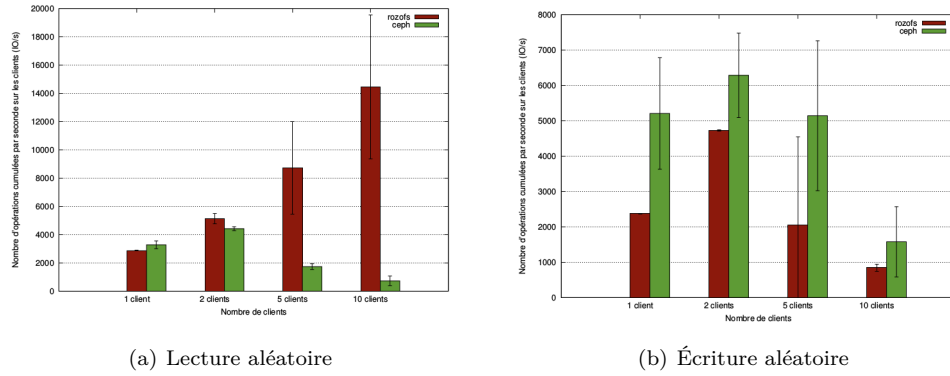 Nombre d'opérations cumulées par seconde sur les clients (IO/s)
20000
18000
16000
14000
12000
10000
8000
6000
4000
2000
0
rozofs
ceph
1 client
2 clients
5 clients
10 clients
Nombre de clients
(a) Lecture aléatoire
Nombre d'opérations cumulées par seconde sur les clients (IO/s)
8000
7000
6000
5000
4000
3000
2000
1000
0
rozofs
ceph
1 client
2 clients
5 clients
10 clients
Nombre de clients
(b) Écriture aléatoire